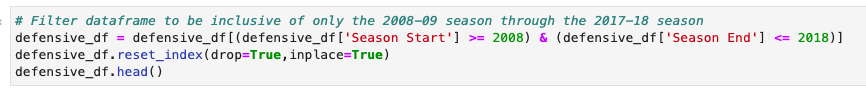 # Filter dataframe to be inclusive of only the 2008-09 season through the 2017-18 season
defensive_df = defensive_df[(defensive_df['Season Start'] >= 2008) & (defensive_df['Season End'] <= 2018)]
defensive_df.reset_index(drop=True,inplace=True)
defensive_df.head()